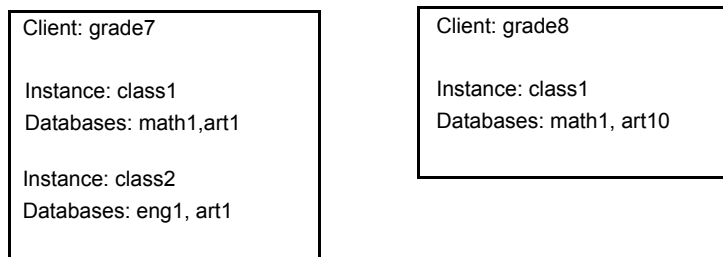 Client: grade7
Instance: class1
Databases: math1,art1
Instance: class2
Databases: eng1, art1
Client: grade8
Instance: class1
Databases: math1, art10